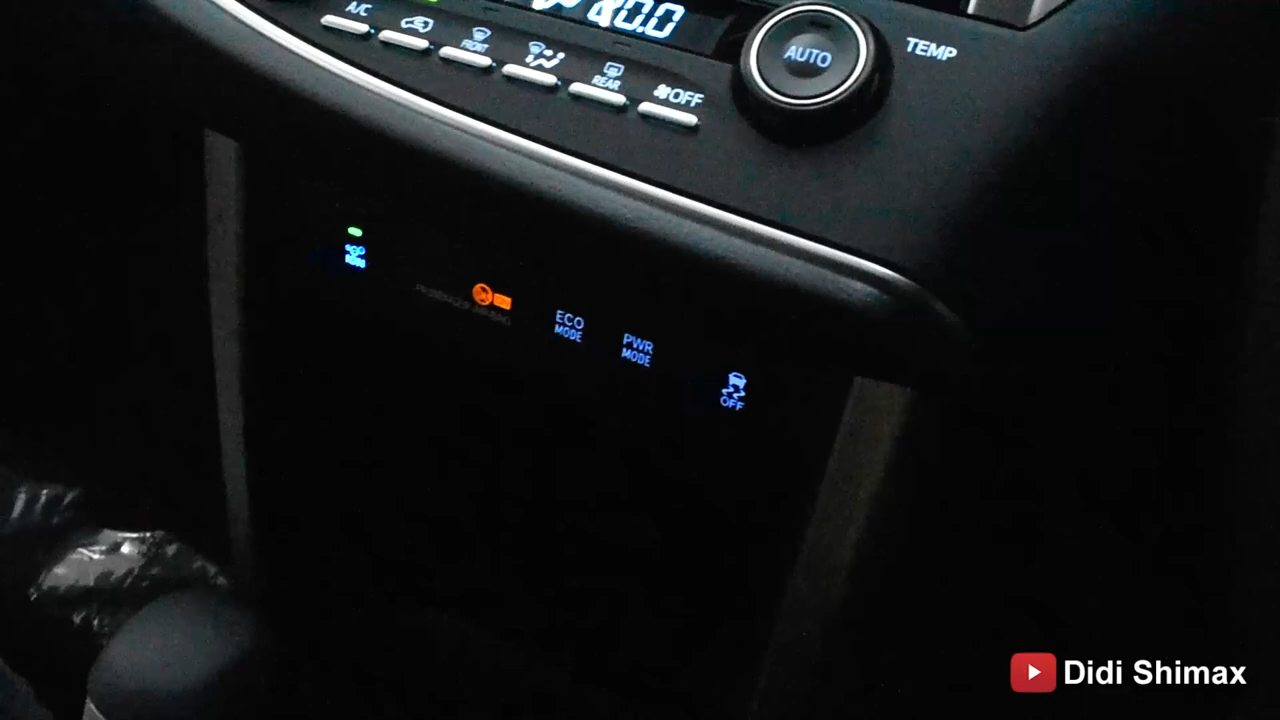 A/C
FRONT
REAR
OFF
AUTO
TEMP
ECO
MODE
PWR
MODE
OFF
Didi Shimax